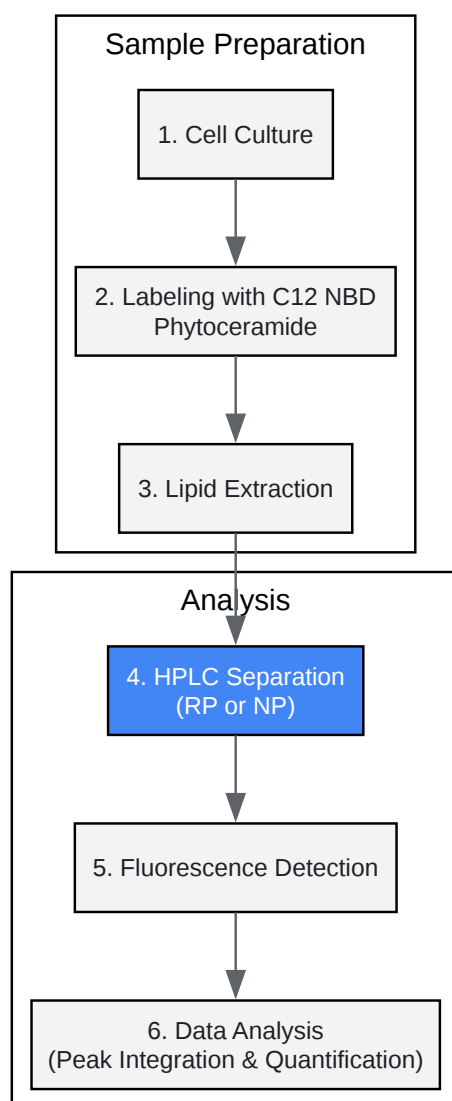 Sample Preparation
1. Cell Culture
2. Labeling with C12 NBD
Phytoceramide
3. Lipid Extraction
Analysis
4. HPLC Separation
(RP or NP)
5. Fluorescence Detection
6. Data Analysis
(Peak Integration & Quantification)